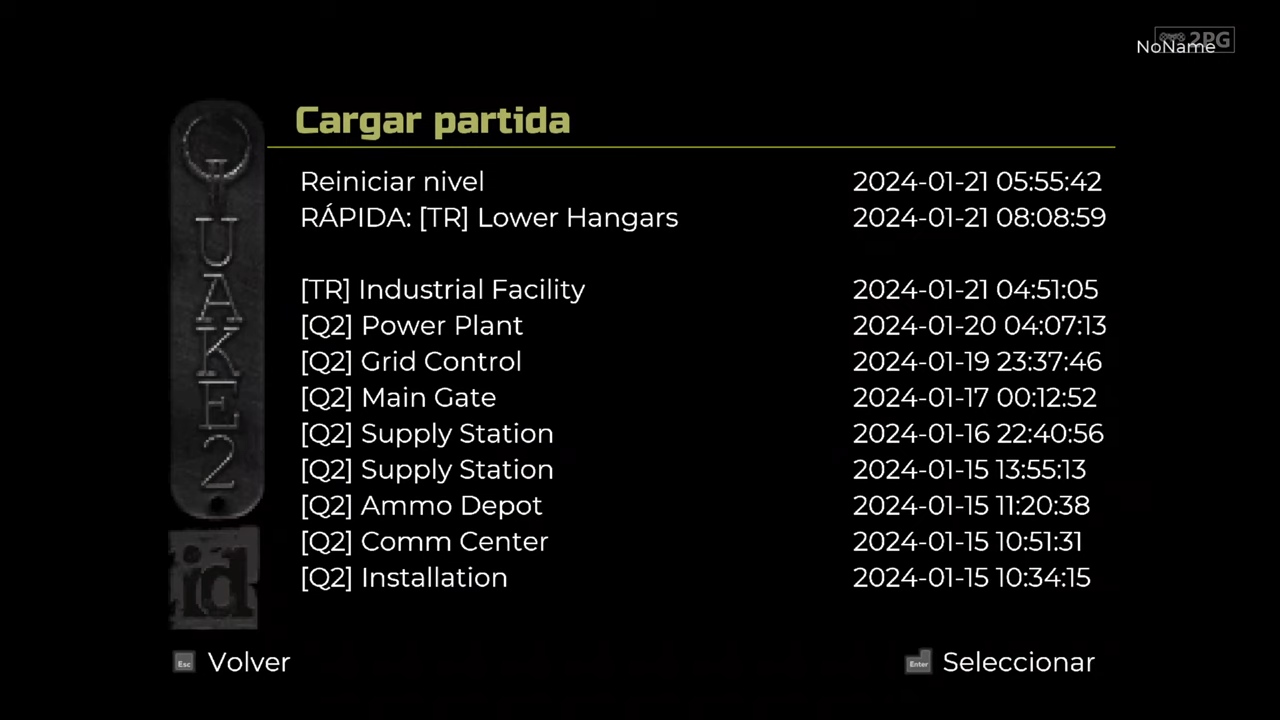 2PG
NoName
Cargar partida
QUAKE2
id
Reiniciar nivel 2024-01-21 05:55:42
RÁPIDA: [TR] Lower Hangars 2024-01-21 08:08:59
[TR] Industrial Facility 2024-01-21 04:51:05
[Q2] Power Plant 2024-01-20 04:07:13
[Q2] Grid Control 2024-01-19 23:37:46
[Q2] Main Gate 2024-01-17 00:12:52
[Q2] Supply Station 2024-01-16 22:40:56
[Q2] Supply Station 2024-01-15 13:55:13
[Q2] Ammo Depot 2024-01-15 11:20:38
[Q2] Comm Center 2024-01-15 10:51:31
[Q2] Installation 2024-01-15 10:34:15
Esc Volver Enter Seleccionar